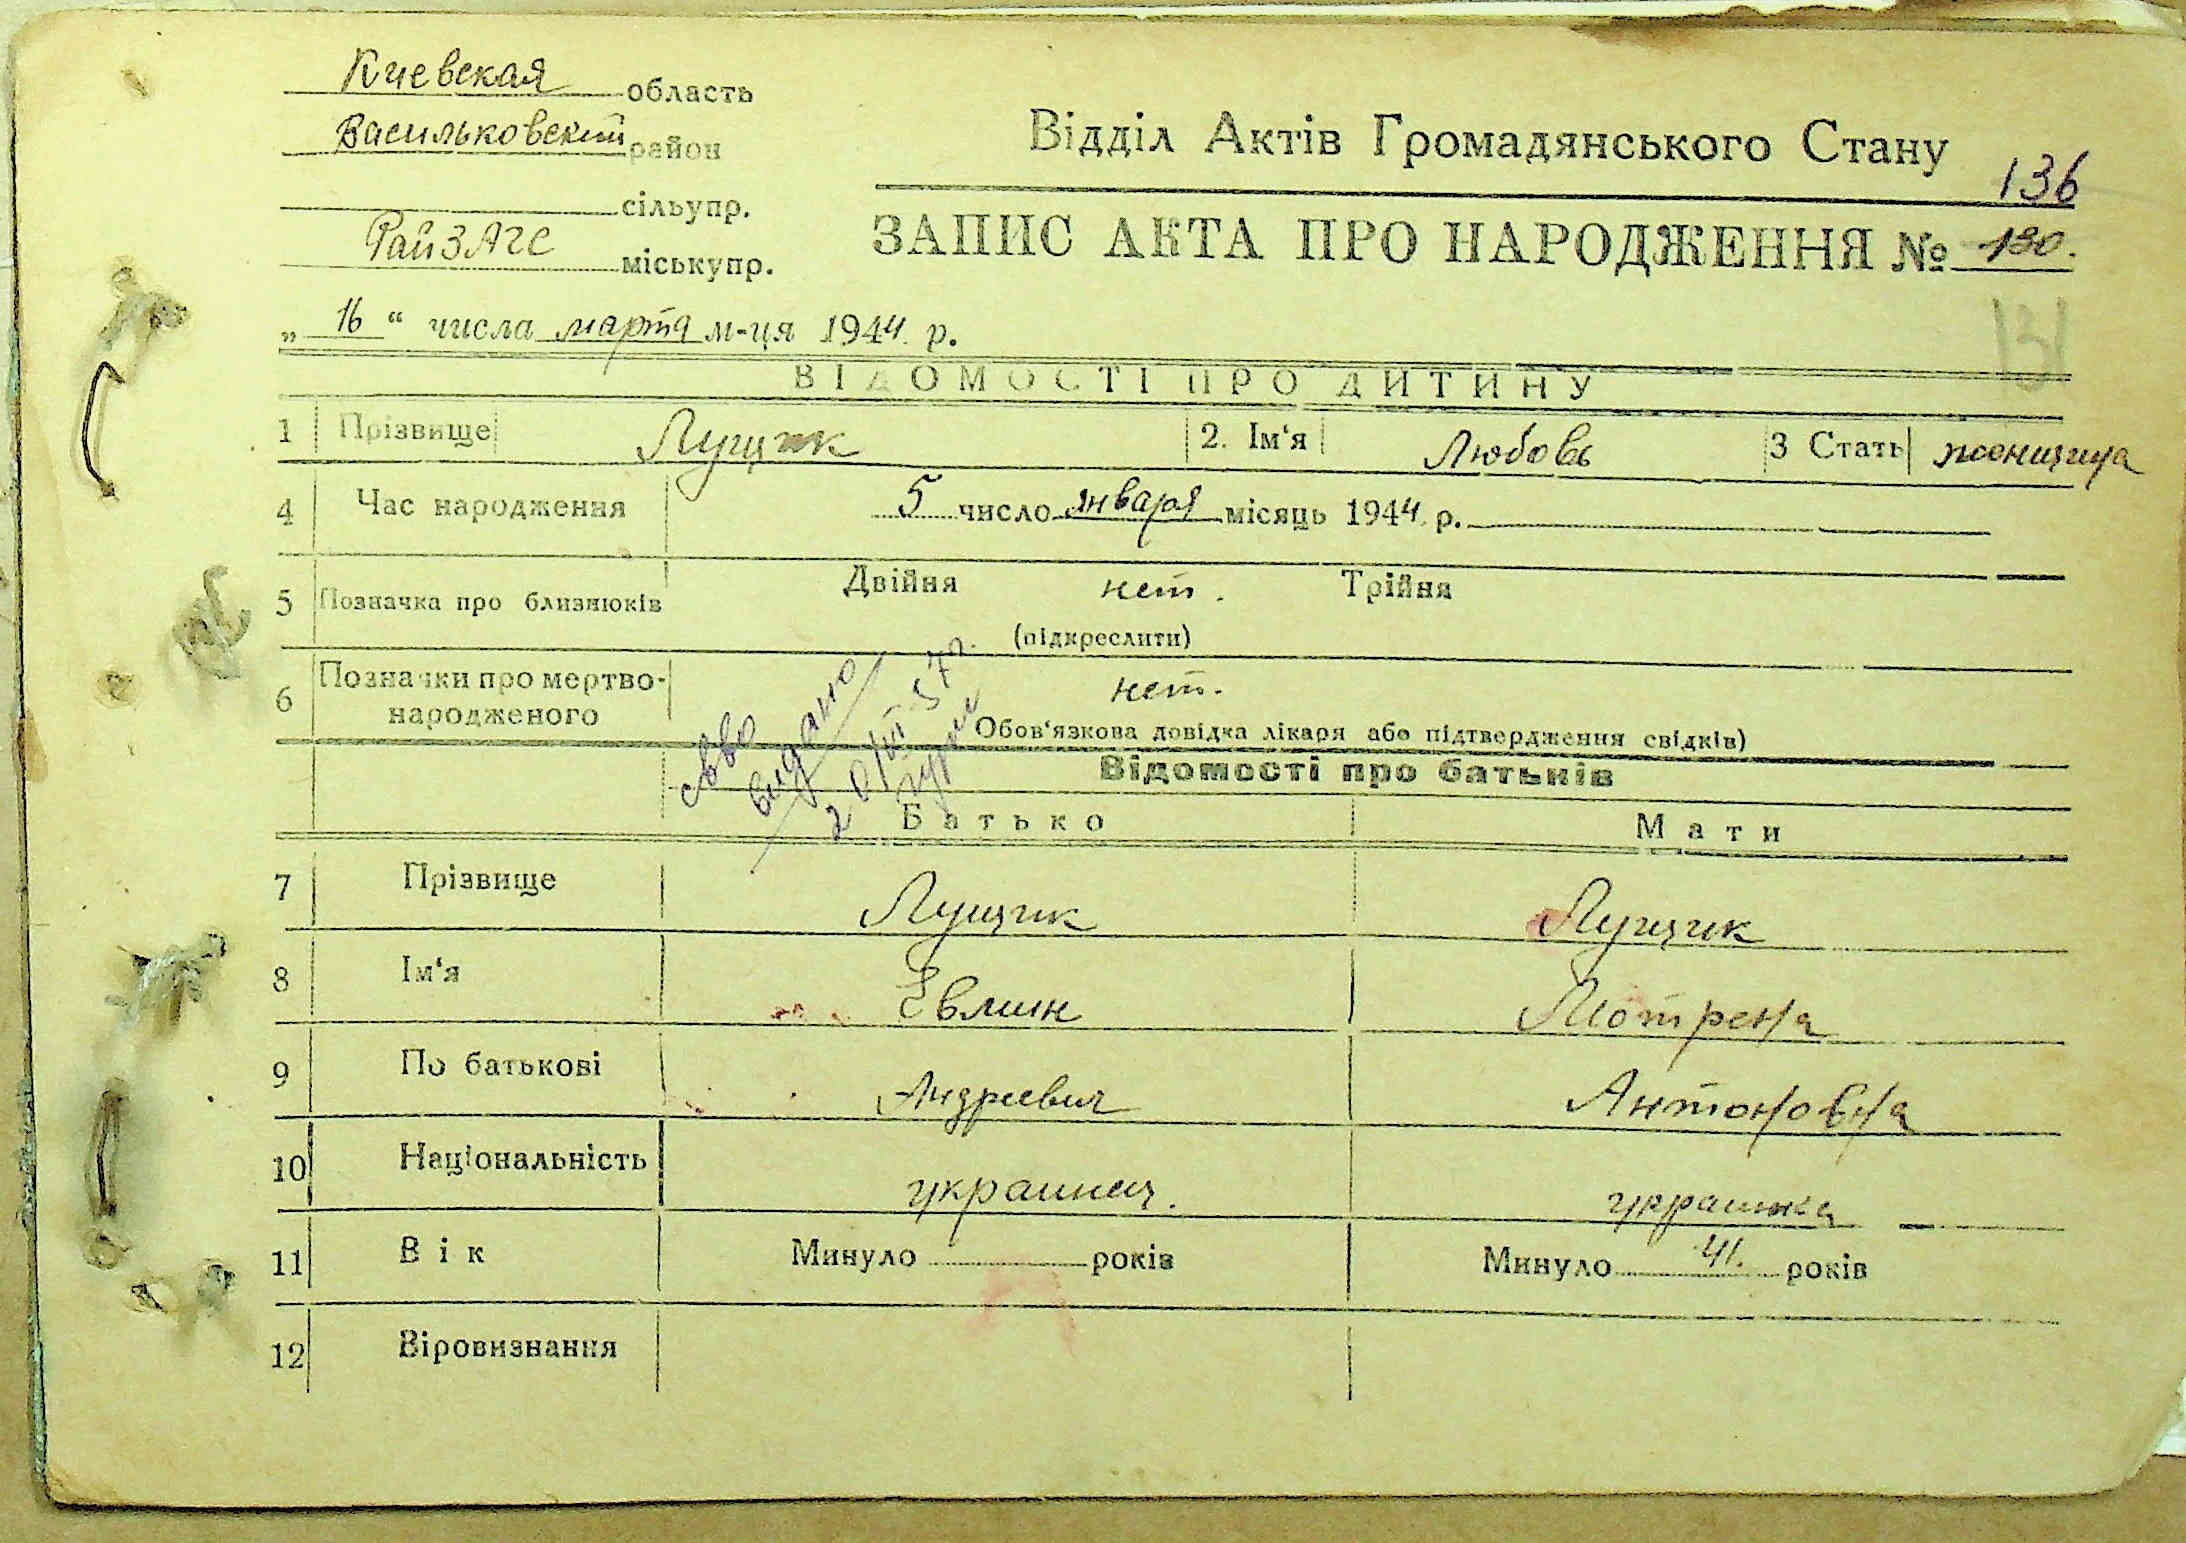 Киевская область
Васильковский район
сільупр.
РайЗАГС міськупр.
Відділ Актів Громадянського Стану
136
ЗАПИС АКТА ПРО НАРОДЖЕННЯ № 130.
131
„ 16 “ числа марта м-ця 1944 р.
ВІДОМОСТІ ПРО ДИТИНУ
1 Прізвище Лущик 2. Ім‘я Любовь 3 Стать женщина
4 Час народження 5 число января місяць 1944 р.
5 Позначка про близнюків Двійня нет. Трійня
(підкреслити)
6 Позначки про мертво-народженого нет.
Обов‘язкова довідка лікаря або підтвердження свідків)
видано
Відомості про батьків
Батько Мати
7 Прізвище Лущик Лущик
8 Ім‘я Евмин Мотрена
9 По батькові Андреевич Антоновна
10 Національність украинец. украинка
11 Вік Минуло років Минуло 41. років
12 Віровизнання